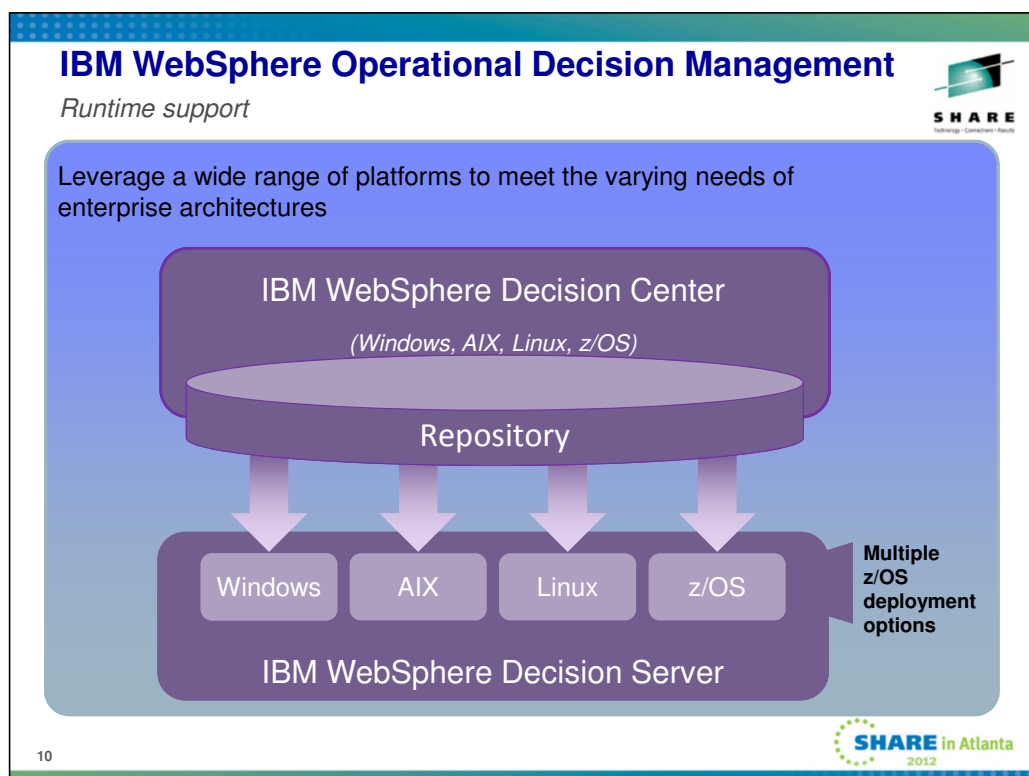 IBM WebSphere Operational Decision Management
Runtime support
SHARE
Technology • Connections • Results
Leverage a wide range of platforms to meet the varying needs of
enterprise architectures
IBM WebSphere Decision Center
(Windows, AIX, Linux, z/OS)
Repository
Windows
AIX
Linux
z/OS
Multiple
z/OS
deployment
options
IBM WebSphere Decision Server
10
SHARE in Atlanta
2012